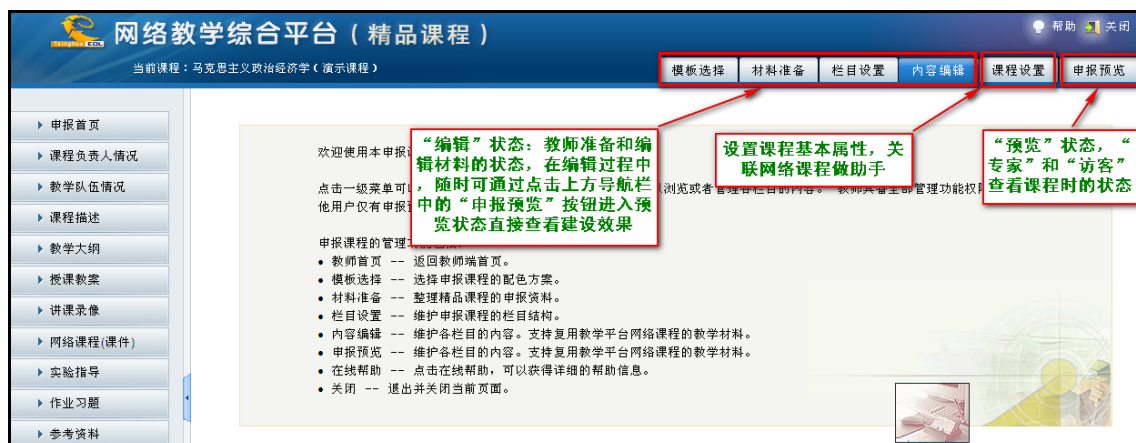 网络教学综合平台（精品课程）
帮助 关闭
Tsinghua COL
当前课程：马克思主义政治经济学（演示课程）
模板选择 材料准备 栏目设置 内容编辑 课程设置 申报预览
申报首页
课程负责人情况
教学队伍情况
课程描述
教学大纲
授课教案
讲课录像
网络课程(课件)
实验指导
作业习题
参考资料
“编辑”状态：教师准备和编
辑材料的状态，在编辑过程中
，随时可通过点击上方导航栏
中的“申报预览”按钮进入预
览状态直接查看建设效果
设置课程基本属性，关
联网络课程做助手
“预览”状态，“
专家”和“访客”
查看课程时的状态
欢迎使用本申报
点击一级菜单可 浏览或者管理各栏目的内容。 教师具备全部管理功能权
他用户仅有申报
申报课程的管理
教师首页 -- 返回教师端首页。
模板选择 -- 选择申报课程的配色方案。
材料准备 -- 整理精品课程的申报资料。
栏目设置 -- 维护申报课程的栏目结构。
内容编辑 -- 维护各栏目的内容。支持复用教学平台网络课程的教学材料。
申报预览 -- 维护各栏目的内容。支持复用教学平台网络课程的教学材料。
在线帮助 -- 点击在线帮助，可以获得详细的帮助信息。
关闭 -- 退出并关闭当前页面。